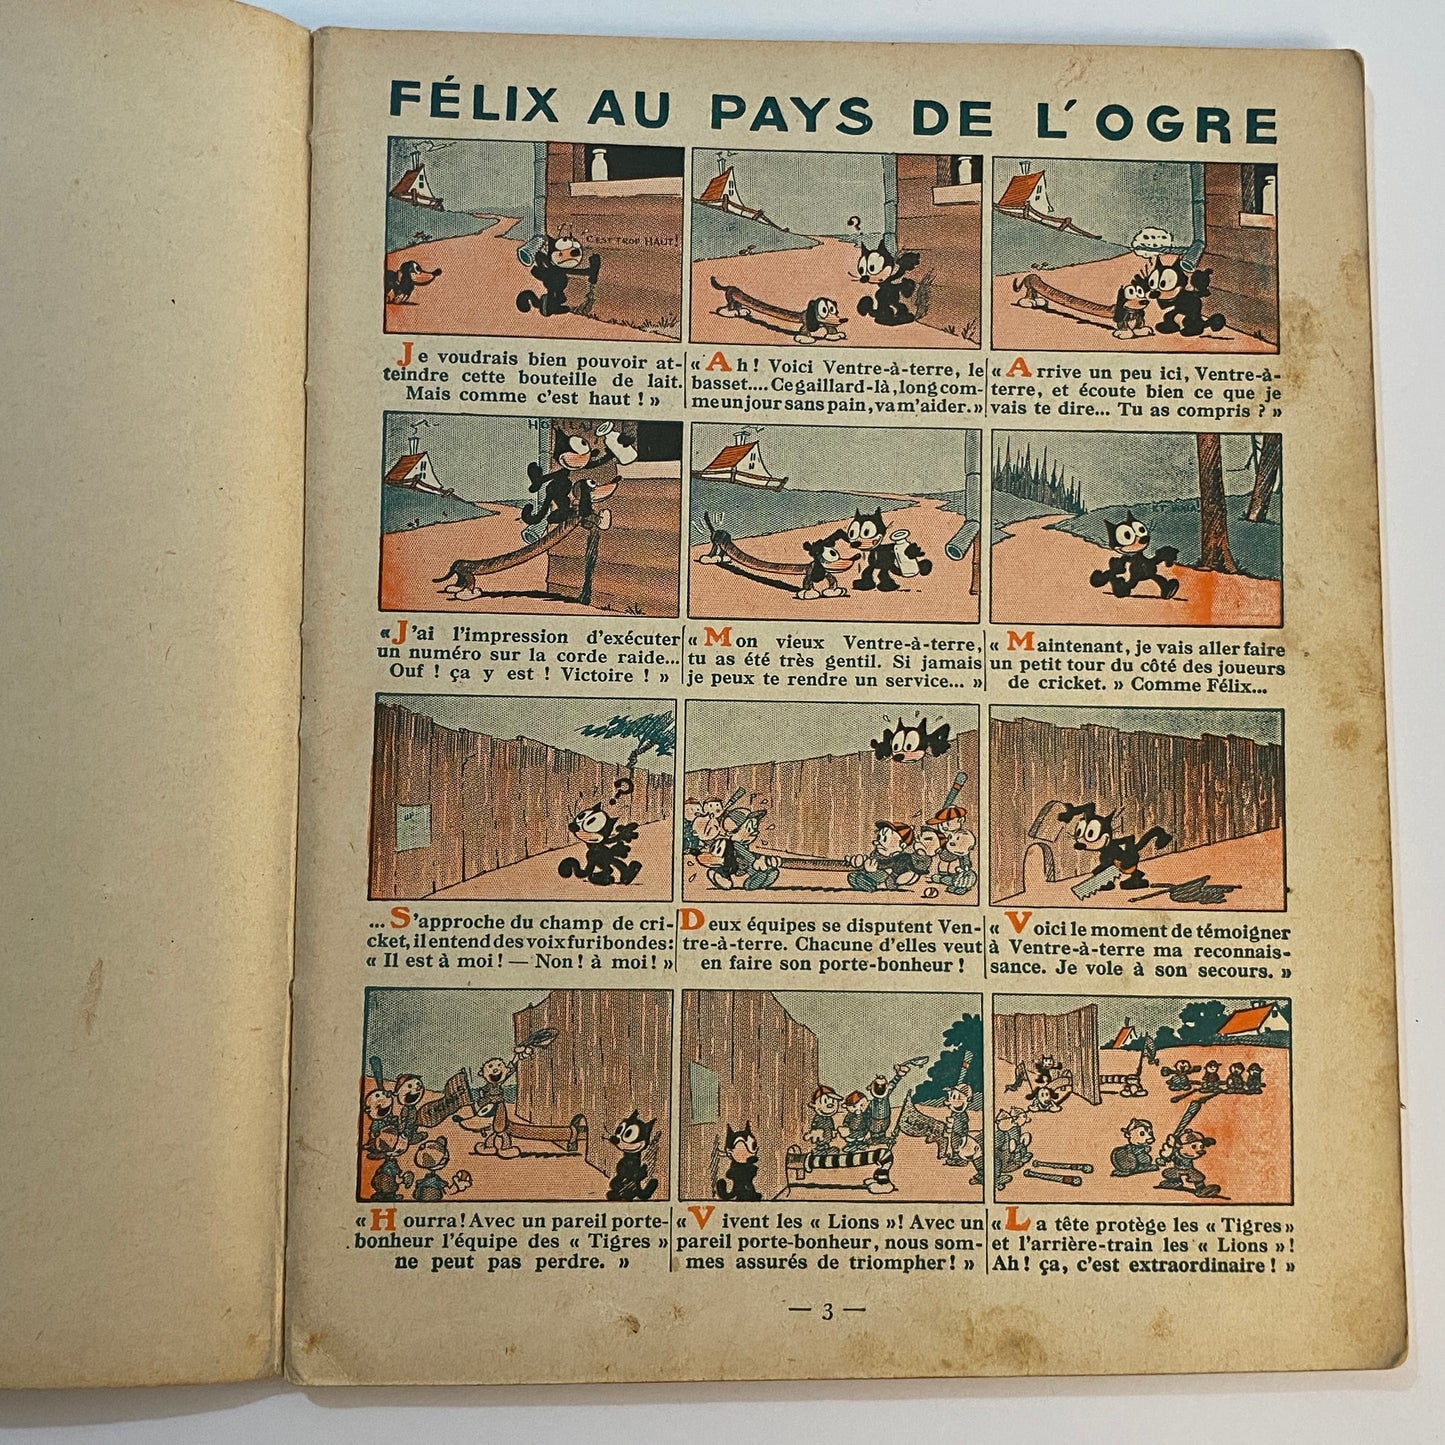 FÉLIX AU PAYS DE L'OGRE
C'EST TROP HAUT!
?
Je voudrais bien pouvoir at-
teindre cette bouteille de lait.
Mais comme c'est haut ! »
« Ah ! Voici Ventre-à-terre, le
basset.... Ce gaillard-là, long com-
me un jour sans pain, va m'aider. »
« Arrive un peu ici, Ventre-à-
terre, et écoute bien ce que je
vais te dire... Tu as compris ? »
« J'ai l'impression d'exécuter
un numéro sur la corde raide...
Ouf ! ça y est ! Victoire ! »
« Mon vieux Ventre-à-terre,
tu as été très gentil. Si jamais
je peux te rendre un service... »
« Maintenant, je vais aller faire
un petit tour du côté des joueurs
de cricket. » Comme Félix...
?
... S'approche du champ de cri-
cket, il entend des voix furibondes :
« Il est à moi ! — Non ! à moi ! »
Deux équipes se disputent Ven-
tre-à-terre. Chacune d'elles veut
en faire son porte-bonheur !
« Voici le moment de témoigner
à Ventre-à-terre ma reconnais-
sance. Je vole à son secours. »
« Hourra ! Avec un pareil porte-
bonheur l'équipe des « Tigres »
ne peut pas perdre. »
« Vivent les « Lions » ! Avec un
pareil porte-bonheur, nous som-
mes assurés de triompher ! »
« La tête protège les « Tigres »
et l'arrière-train les « Lions » !
Ah ! ça, c'est extraordinaire ! »
— 3 —